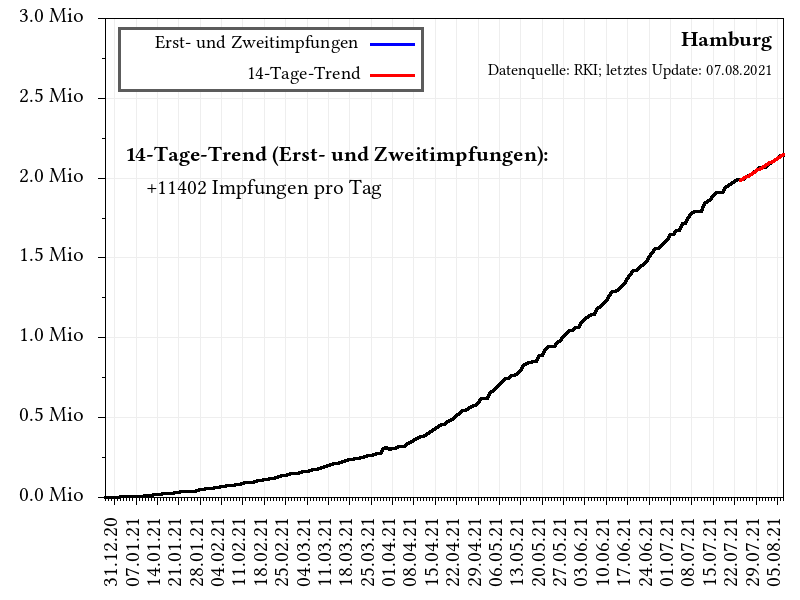 3.0 Mio
2.5 Mio
2.0 Mio
1.5 Mio
1.0 Mio
0.5 Mio
0.0 Mio
Erst- und Zweitimpfungen
14-Tage-Trend
Hamburg
Datenquelle: RKI; letztes Update: 07.08.2021
14-Tage-Trend (Erst- und Zweitimpfungen):
+11402 Impfungen pro Tag
31.12.20
07.01.21
14.01.21
21.01.21
28.01.21
04.02.21
11.02.21
18.02.21
25.02.21
04.03.21
11.03.21
18.03.21
25.03.21
01.04.21
08.04.21
15.04.21
22.04.21
29.04.21
06.05.21
13.05.21
20.05.21
27.05.21
03.06.21
10.06.21
17.06.21
24.06.21
01.07.21
08.07.21
15.07.21
22.07.21
29.07.21
05.08.21